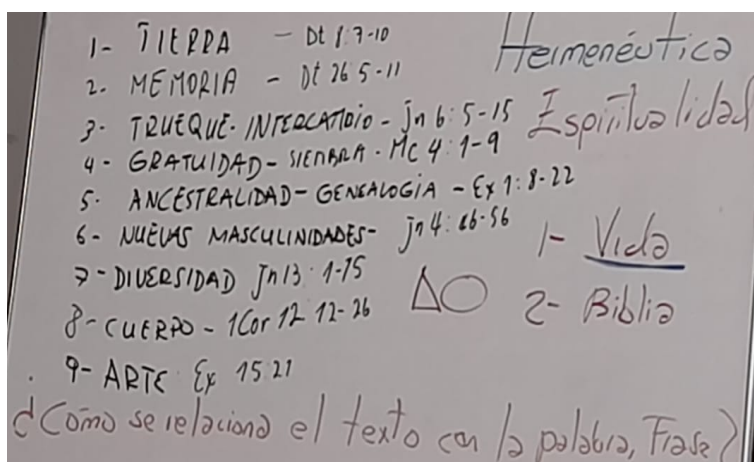 1- TIERRA - Dt 8 7-10
2. MEMORIA - Dt 26 5-11
3- TRUEQUE- INTERCAMBIO - Jn 6: 5-15
4- GRATUIDAD- SIEMBRA - Mc 4: 1-9
5. ANCESTRALIDAD- GENEALOGIA - Ex 1: 8-22
6- NUEVAS MASCULINIDADES- Jn 4:
7- DIVERSIDAD Jn 13: 1-15
8- CUERPO - 1Cor 12 12-26
9- ARTE Ex 15 21
Hermenéutica
Espiritualidad
1- Vida
2- Biblia
¿Cómo se relaciona el texto con la palabra, Frase?